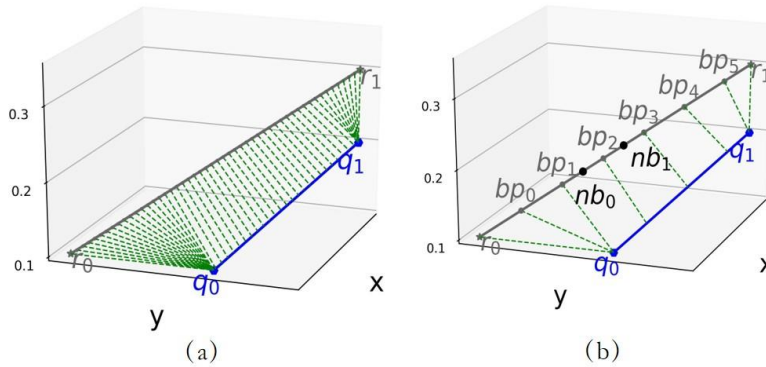 0.3
0.2
0.1
r₀
r₁
q₀
q₁
y
x
(a)
0.3
0.2
0.1
r₀
bp₀
bp₁
bp₂
bp₃
bp₄
bp₅
r₁
nb₀
nb₁
q₀
q₁
y
x
(b)